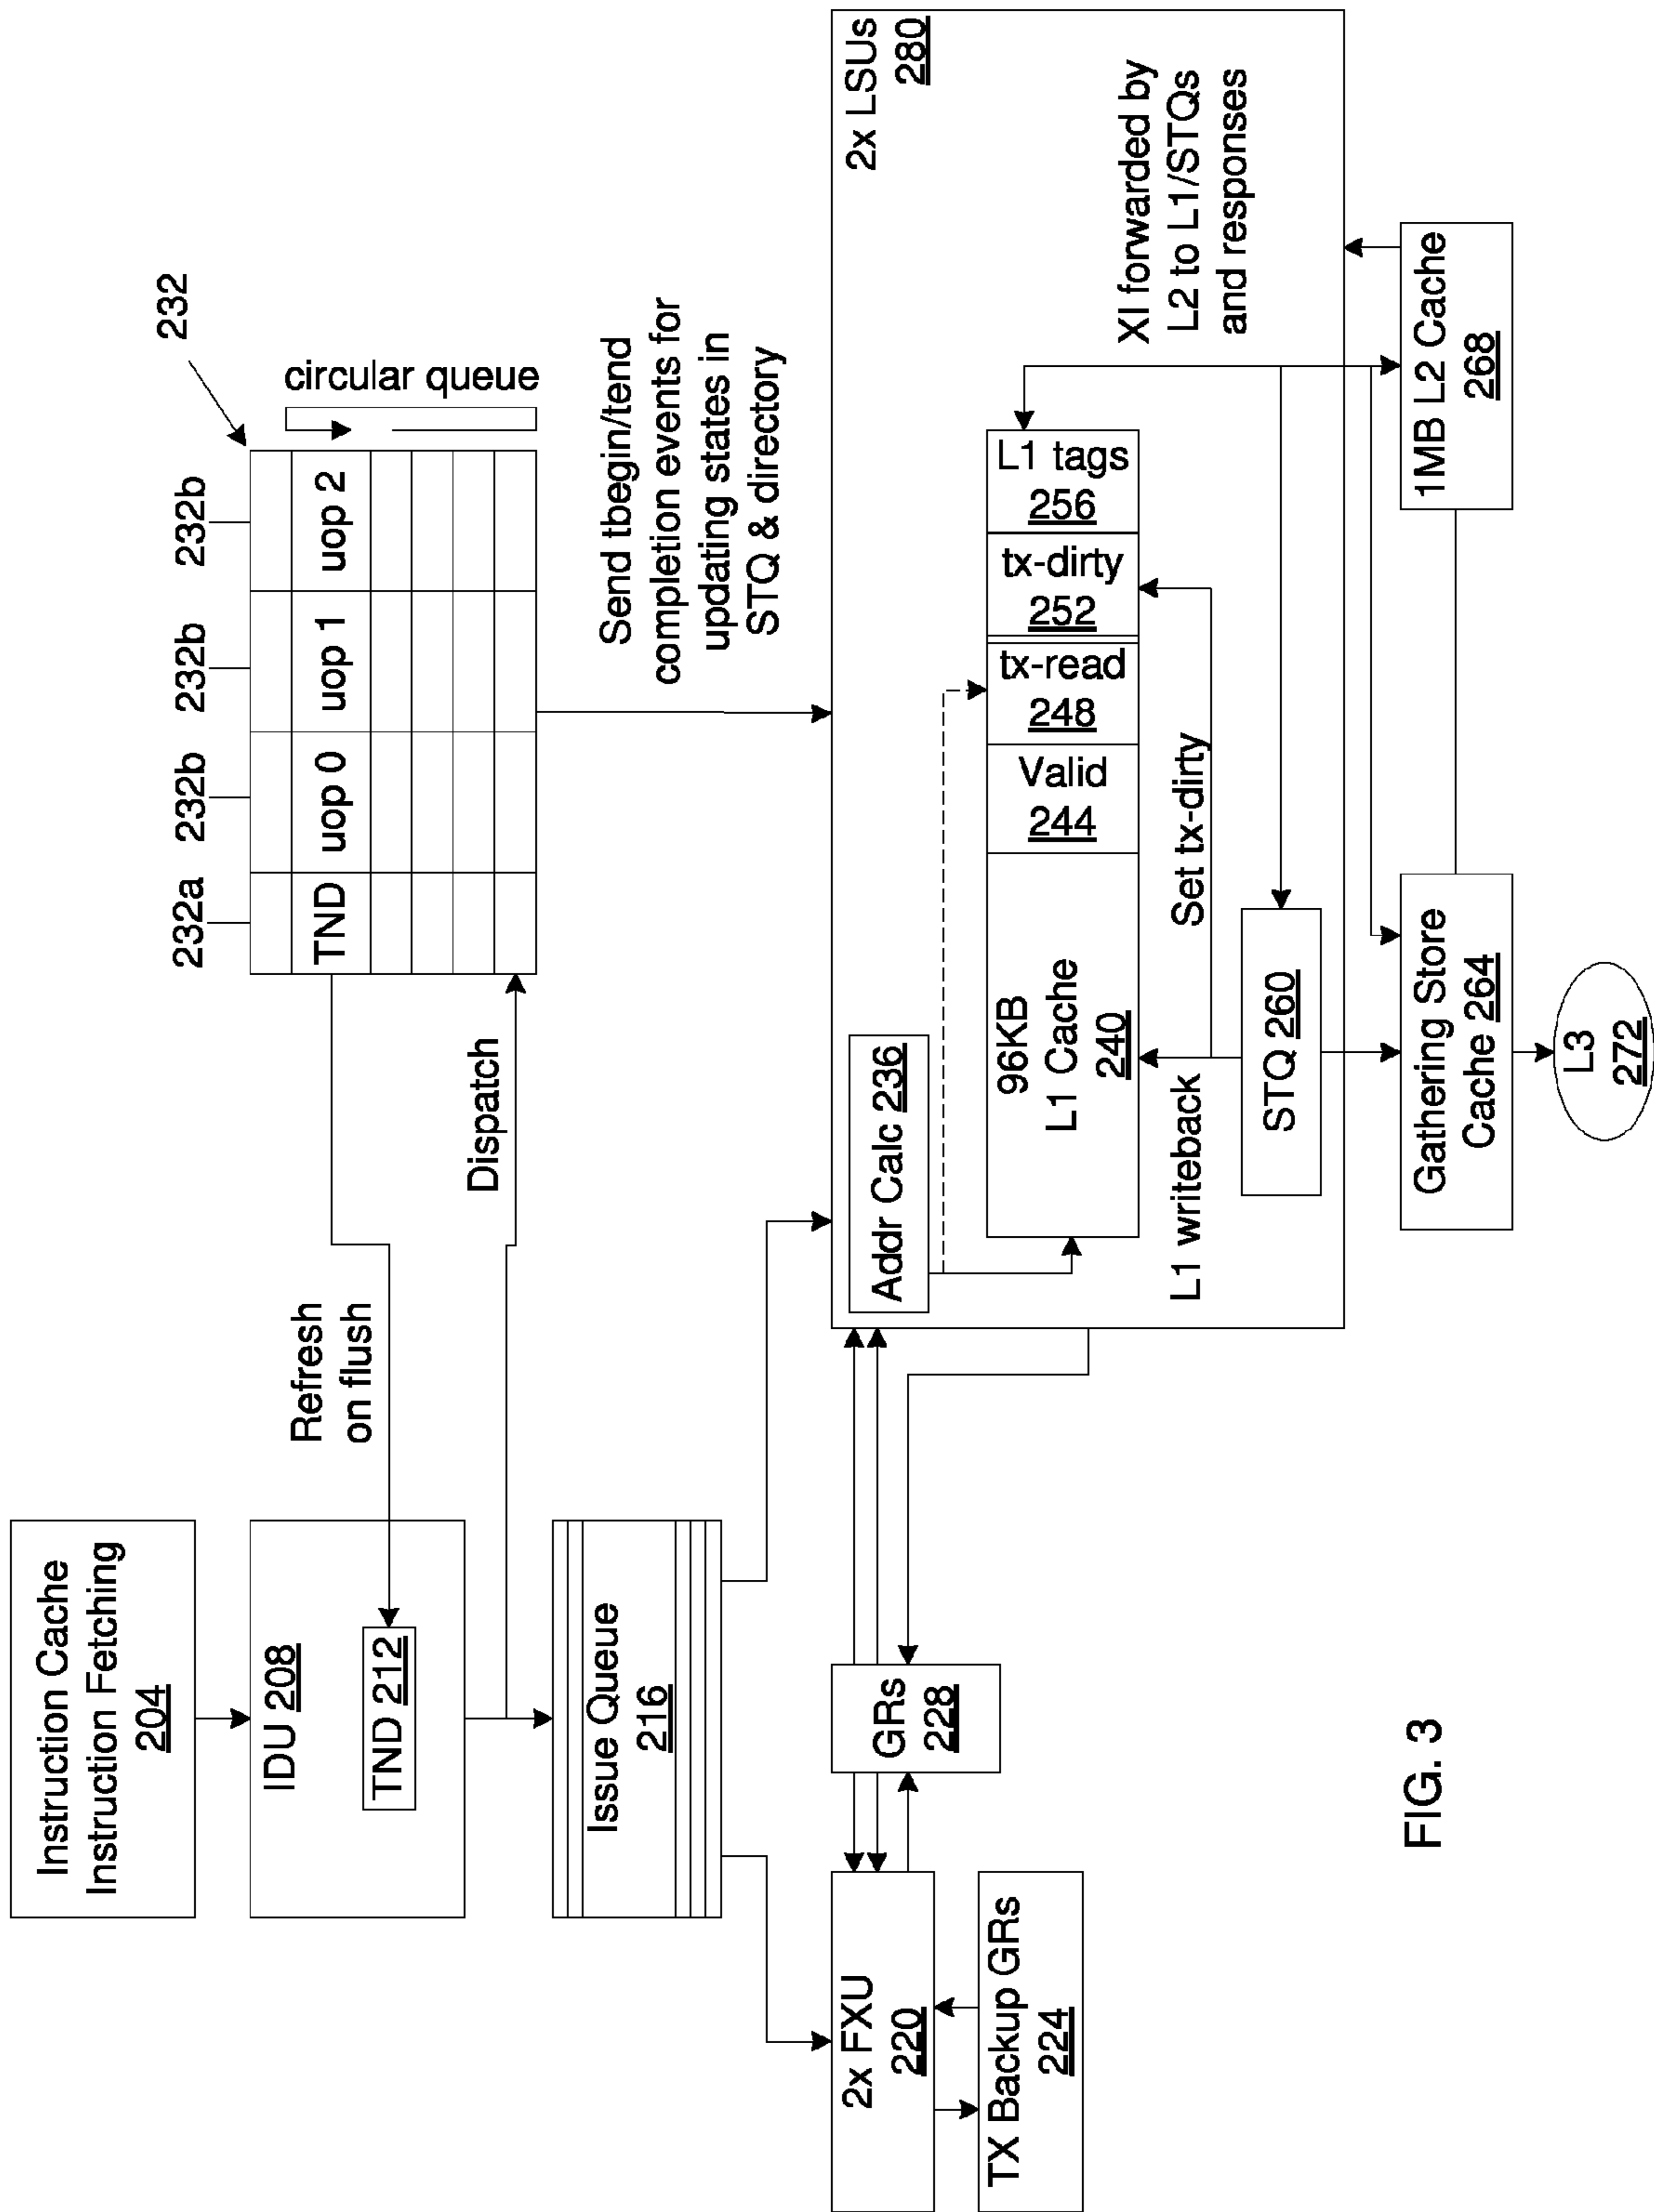 Instruction Cache
Instruction Fetching
204
IDU 208
TND 212
Refresh
on flush
Dispatch
232
232a
232b
232b
232b
TND
uop 0
uop 1
uop 2
circular queue
Issue Queue
216
Send tbegin/tend
completion events for
updating states in
STQ & directory
2x FXU
220
TX Backup GRs
224
GRs
228
2x LSUs
280
Addr Calc 236
96KB
L1 Cache
240
Valid
244
tx-read
248
tx-dirty
252
L1 tags
256
L1 writeback
Set tx-dirty
XI forwarded by
L2 to L1/STQs
and responses
STQ 260
Gathering Store
Cache 264
1MB L2 Cache
268
L3
272
FIG. 3